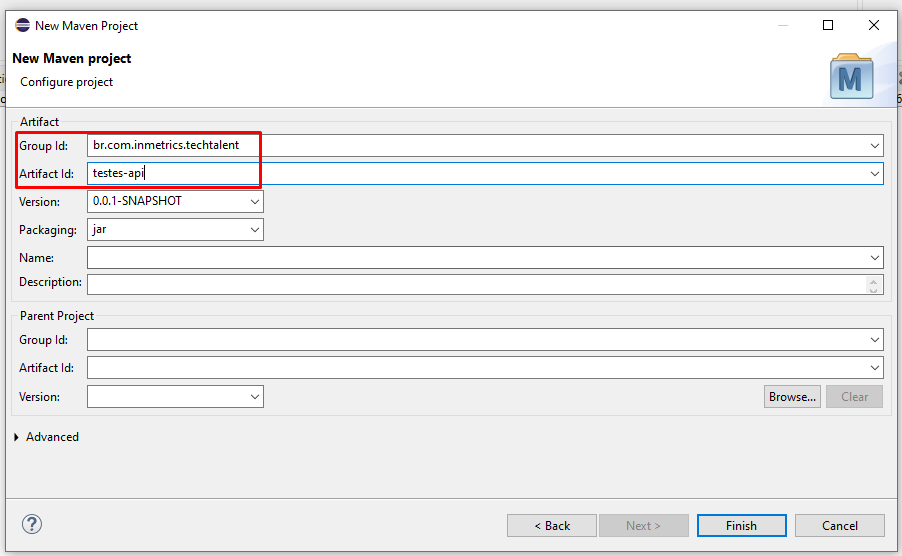 New Maven Project
New Maven project
Configure project
M
Artifact
Group Id: br.com.inmetrics.techtalent
Artifact Id: testes-api
Version: 0.0.1-SNAPSHOT
Packaging: jar
Name:
Description:
Parent Project
Group Id:
Artifact Id:
Version:
Browse... Clear
Advanced
? < Back Next > Finish Cancel